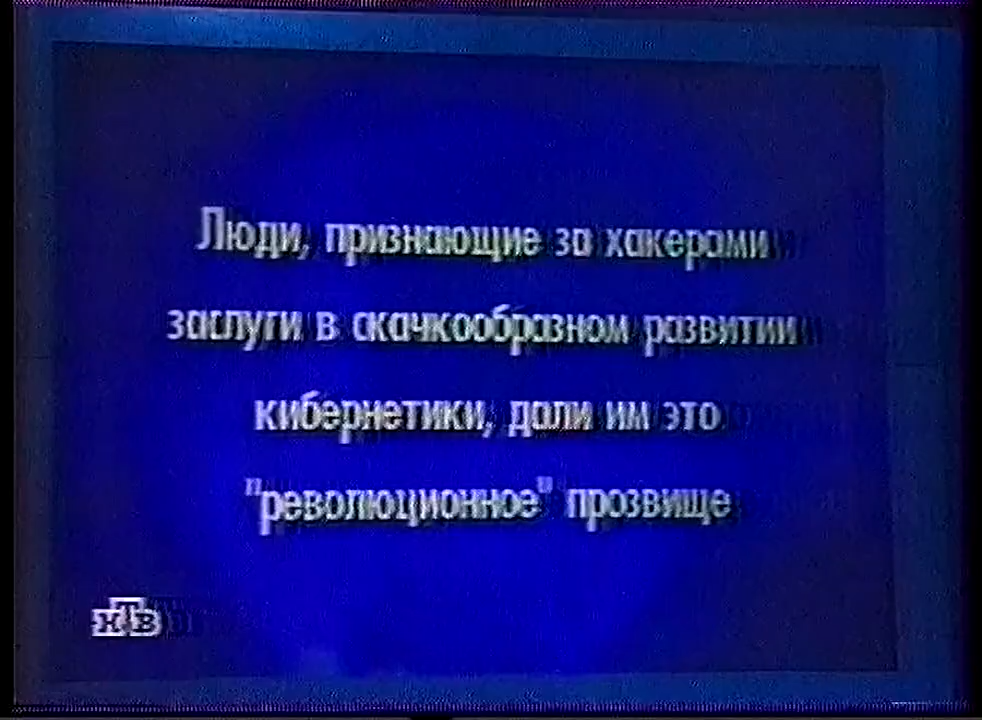 Люди, признающие за хакерами
заслуги в скачкообразном развитии
кибернетики, дали им это
"революционное" прозвище
НТВ